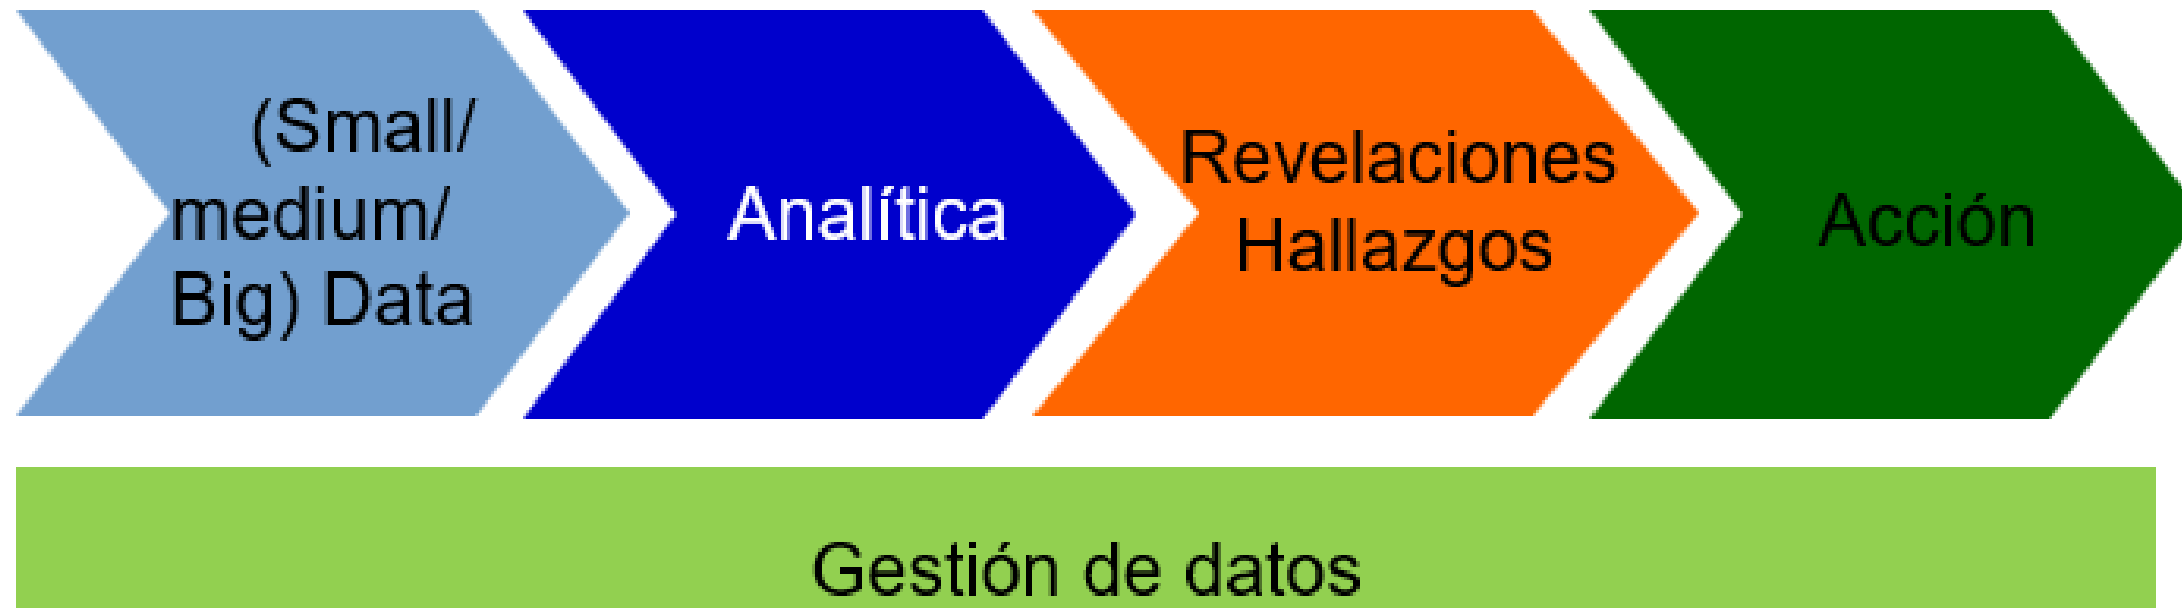 (Small/
medium/
Big) Data
Analítica
Revelaciones
Hallazgos
Acción
Gestión de datos